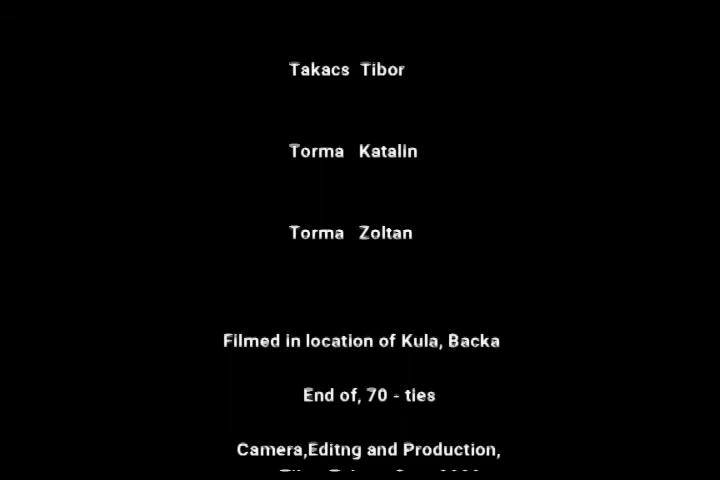 Takacs Tibor
Torma Katalin
Torma Zoltan
Filmed in location of Kula, Backa
End of, 70 - ties
Camera,Editng and Production,